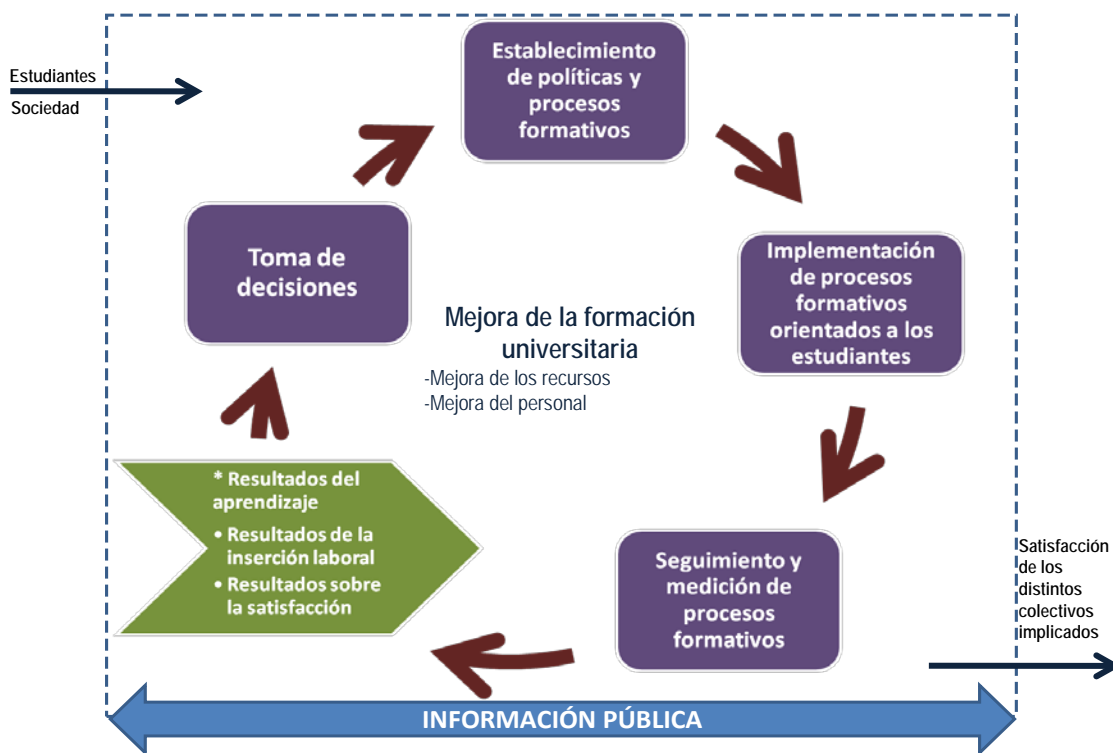 Estudiantes
Sociedad
Establecimiento
de políticas y
procesos
formativos
Implementación
de procesos
formativos
orientados a los
estudiantes
Toma de
decisiones
Mejora de la formación
universitaria
-Mejora de los recursos
-Mejora del personal
* Resultados del
aprendizaje
• Resultados de la
inserción laboral
• Resultados sobre
la satisfacción
Seguimiento y
medición de
procesos
formativos
Satisfacción
de los
distintos
colectivos
implicados
INFORMACIÓN PÚBLICA